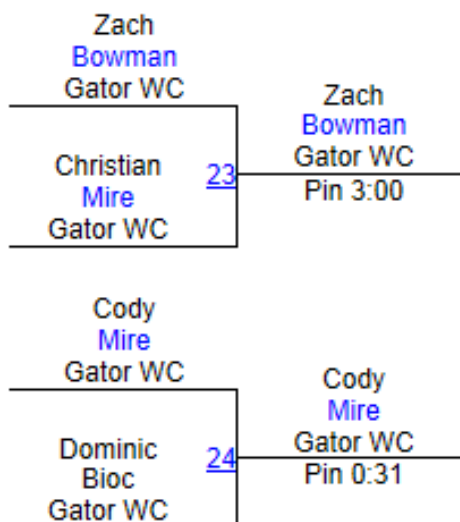 Zach
Bowman
Gator WC
Christian
Mire
Gator WC
23
Zach
Bowman
Gator WC
Pin 3:00
Cody
Mire
Gator WC
Dominic
Bioc
Gator WC
24
Cody
Mire
Gator WC
Pin 0:31